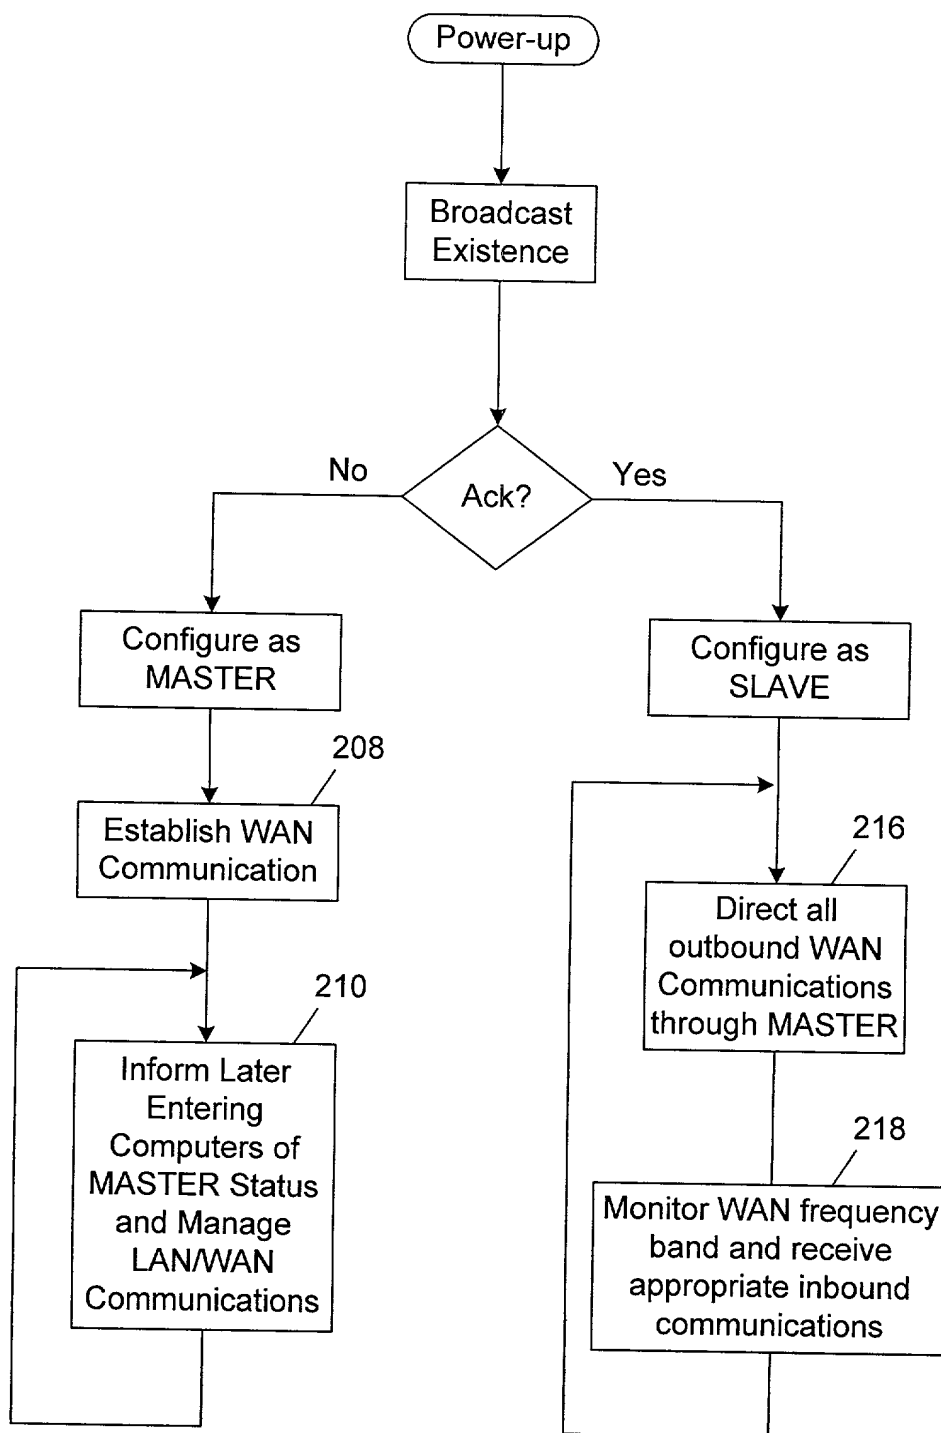 Power-up
Broadcast
Existence
Ack?
No
Yes
Configure as
MASTER
208
Establish WAN
Communication
210
Inform Later
Entering
Computers of
MASTER Status
and Manage
LAN/WAN
Communications
Configure as
SLAVE
216
Direct all
outbound WAN
Communications
through MASTER
218
Monitor WAN frequency
band and receive
appropriate inbound
communications